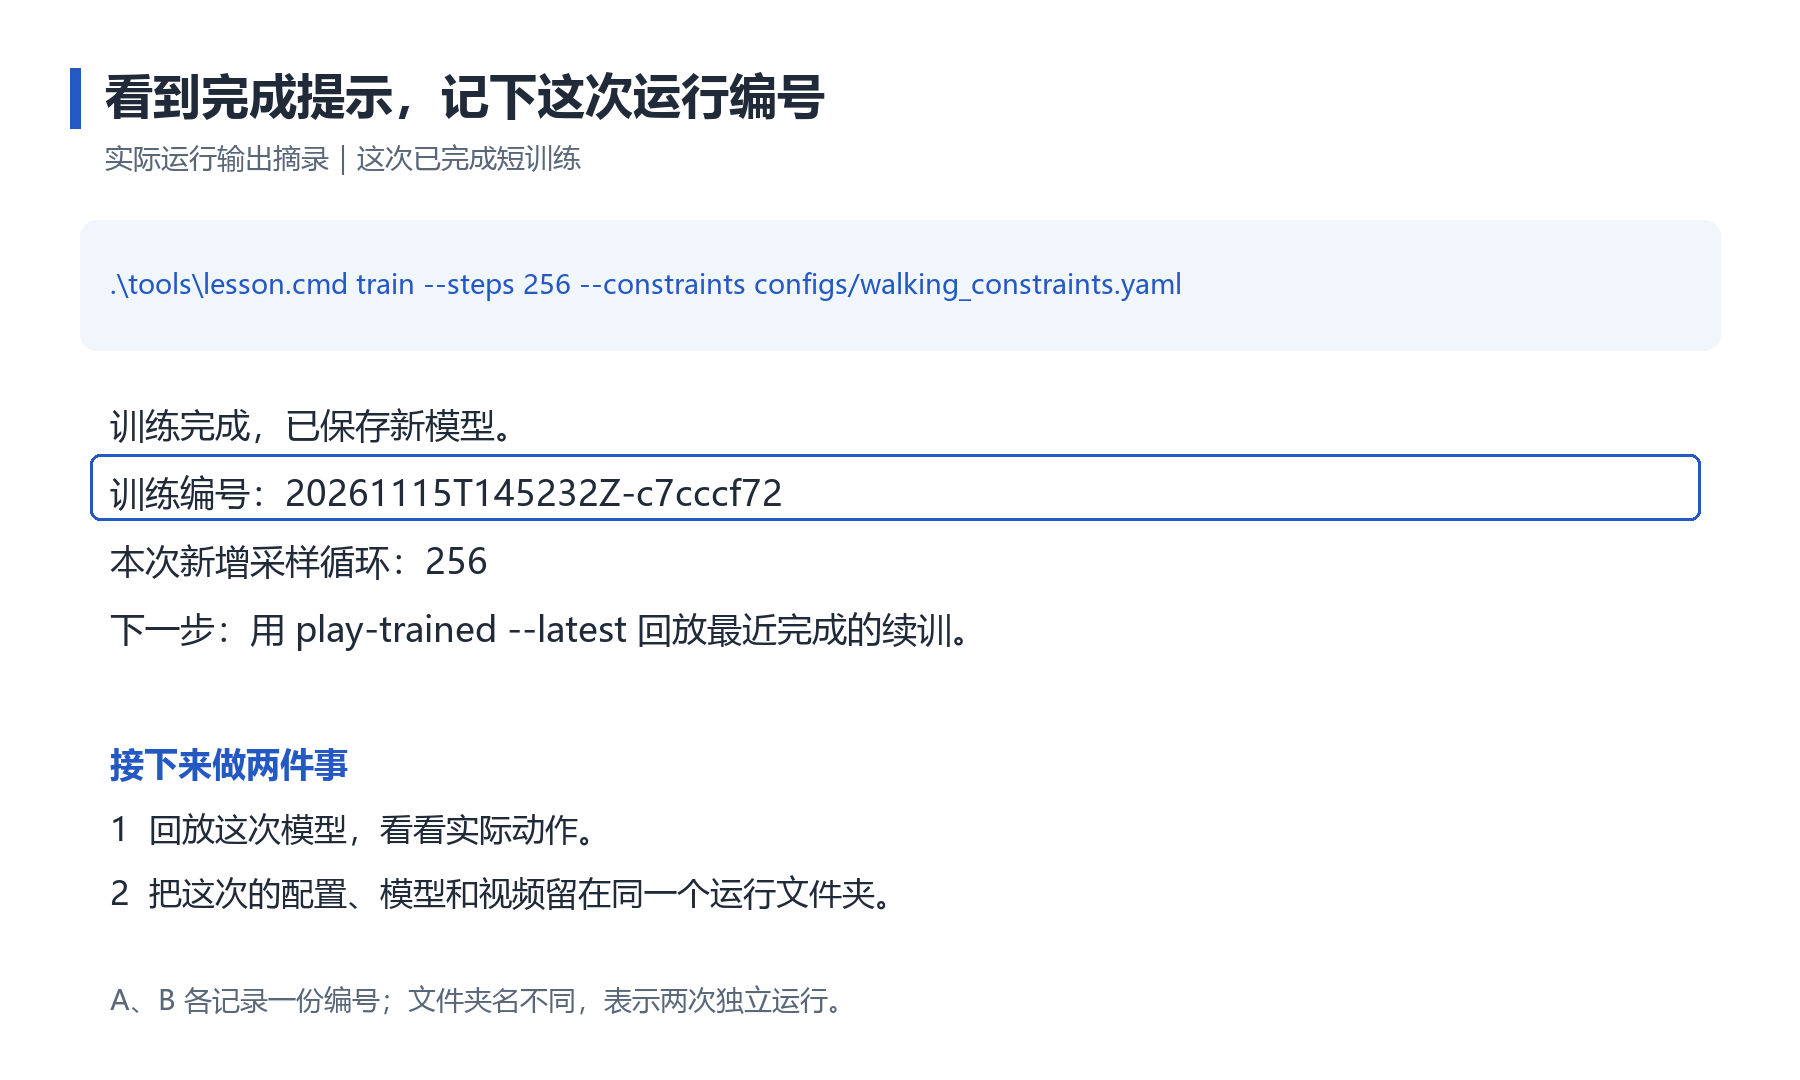 看到完成提示，记下这次运行编号
实际运行输出摘录｜这次已完成短训练
.\tools\lesson.cmd train --steps 256 --constraints configs/walking_constraints.yaml
训练完成，已保存新模型。
训练编号：20261115T145232Z-c7cccf72
本次新增采样循环：256
下一步：用 play-trained --latest 回放最近完成的续训。
接下来做两件事
1 回放这次模型，看看实际动作。
2 把这次的配置、模型和视频留在同一个运行文件夹。
A、B 各记录一份编号；文件夹名不同，表示两次独立运行。